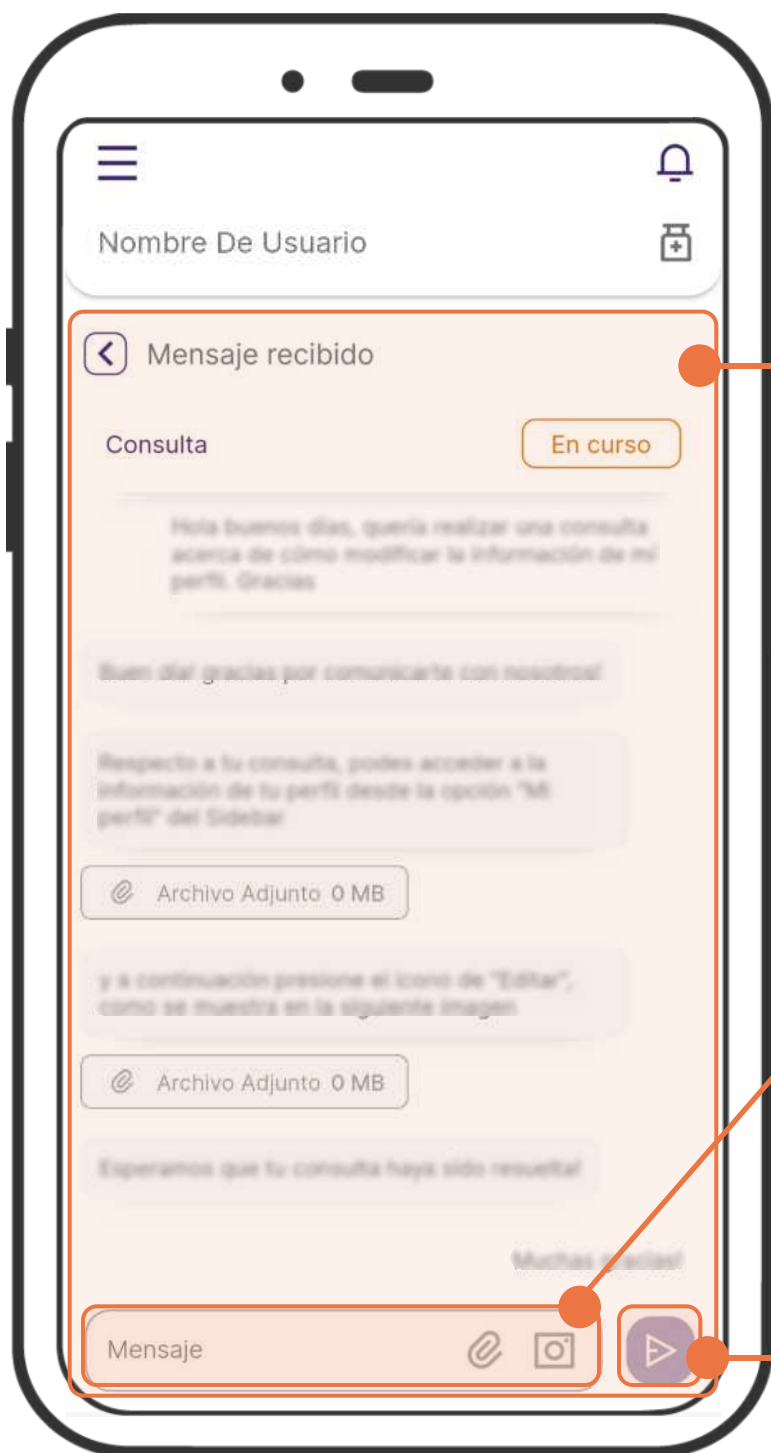 Nombre De Usuario
Mensaje recibido
Consulta
En curso
Hola buenos días, quería realizar una consulta
acerca de cómo modificar la información de mi
perfil. Gracias
Buen día! gracias por comunicarte con nosotros!
Respecto a tu consulta, podes acceder a la
información de tu perfil desde la opción "Mi
perfil" del Sidebar
Archivo Adjunto 0 MB
y a continuación presione el icono de "Editar",
como se muestra en la siguiente imagen
Archivo Adjunto 0 MB
Esperamos que tu consulta haya sido resuelta!
Muchas gracias!
Mensaje